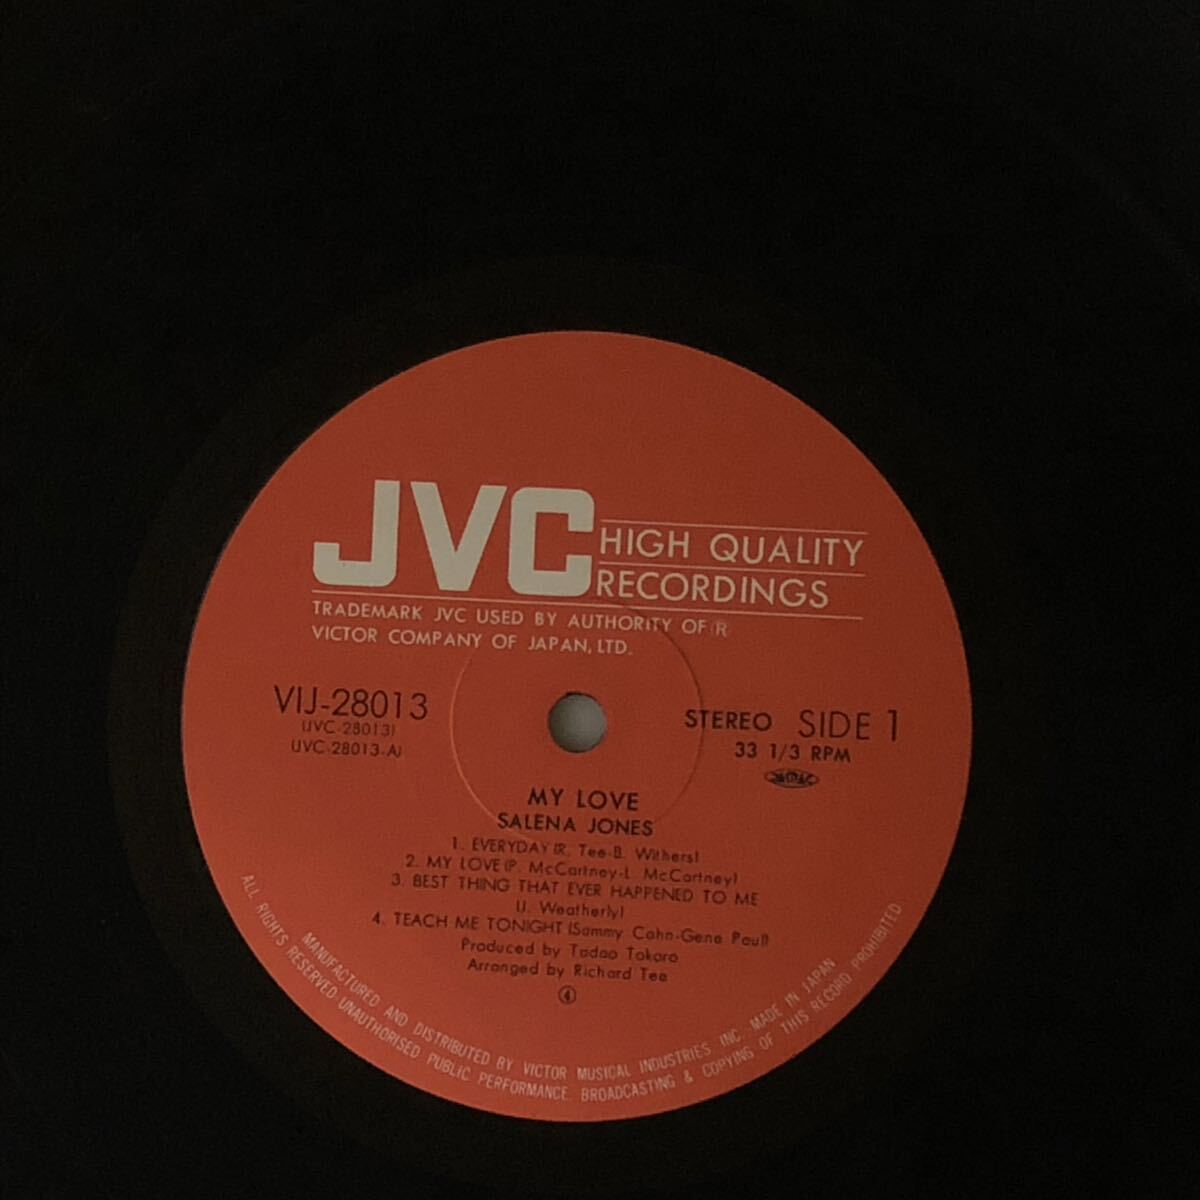 JVC HIGH QUALITY
RECORDINGS
TRADEMARK JVC USED BY AUTHORITY OF Ⓡ
VICTOR COMPANY OF JAPAN, LTD.
VIJ-28013
(JVC-28013)
(JVC-28013-A)
STEREO SIDE 1
33 1/3 RPM
MY LOVE
SALENA JONES
1. EVERYDAY (R. Tee-B. Withers)
2. MY LOVE (P. McCartney-L. McCartney)
3. BEST THING THAT EVER HAPPENED TO ME
(J. Weatherly)
4. TEACH ME TONIGHT (Sammy Cahn-Gene Paul)
Produced by Tadao Tokoro
Arranged by Richard Tee
④
MANUFACTURED AND DISTRIBUTED BY VICTOR MUSICAL INDUSTRIES INC. MADE IN JAPAN
ALL RIGHTS RESERVED UNAUTHORISED PUBLIC PERFORMANCE. BROADCASTING & COPYING OF THIS RECORD PROHIBITED